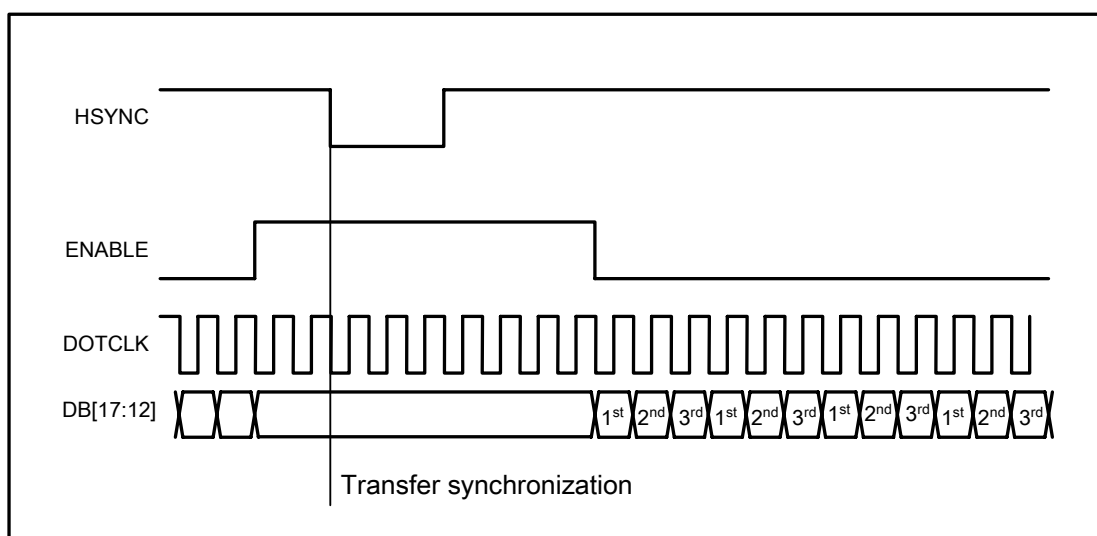 HSYNC
ENABLE
DOTCLK
DB[17:12] 1st 2nd 3rd 1st 2nd 3rd 1st 2nd 3rd 1st 2nd 3rd
Transfer synchronization